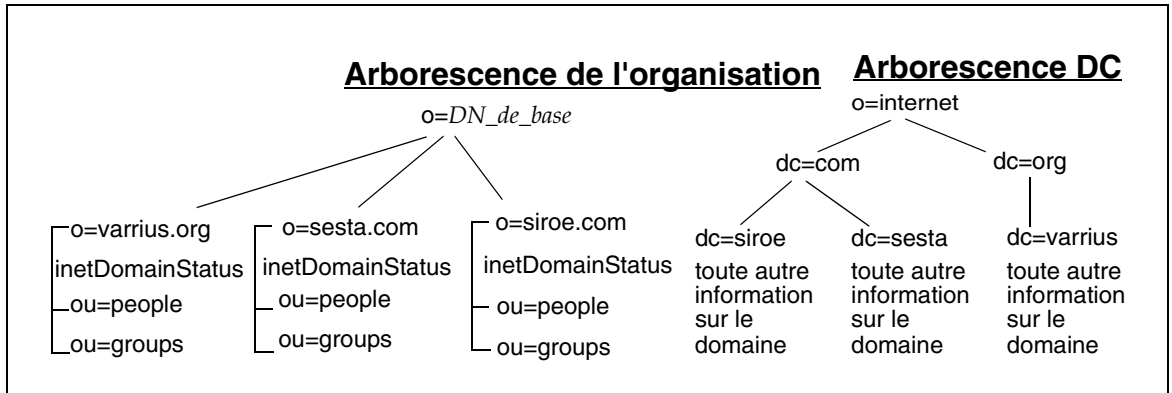 Arborescence de l'organisation
o=DN_de_base
o=varrius.org
inetDomainStatus
ou=people
ou=groups
o=sesta.com
inetDomainStatus
ou=people
ou=groups
o=siroe.com
inetDomainStatus
ou=people
ou=groups
Arborescence DC
o=internet
dc=com
dc=org
dc=siroe
toute autre
information
sur le
domaine
dc=sesta
toute autre
information
sur le
domaine
dc=varrius
toute autre
information
sur le
domaine